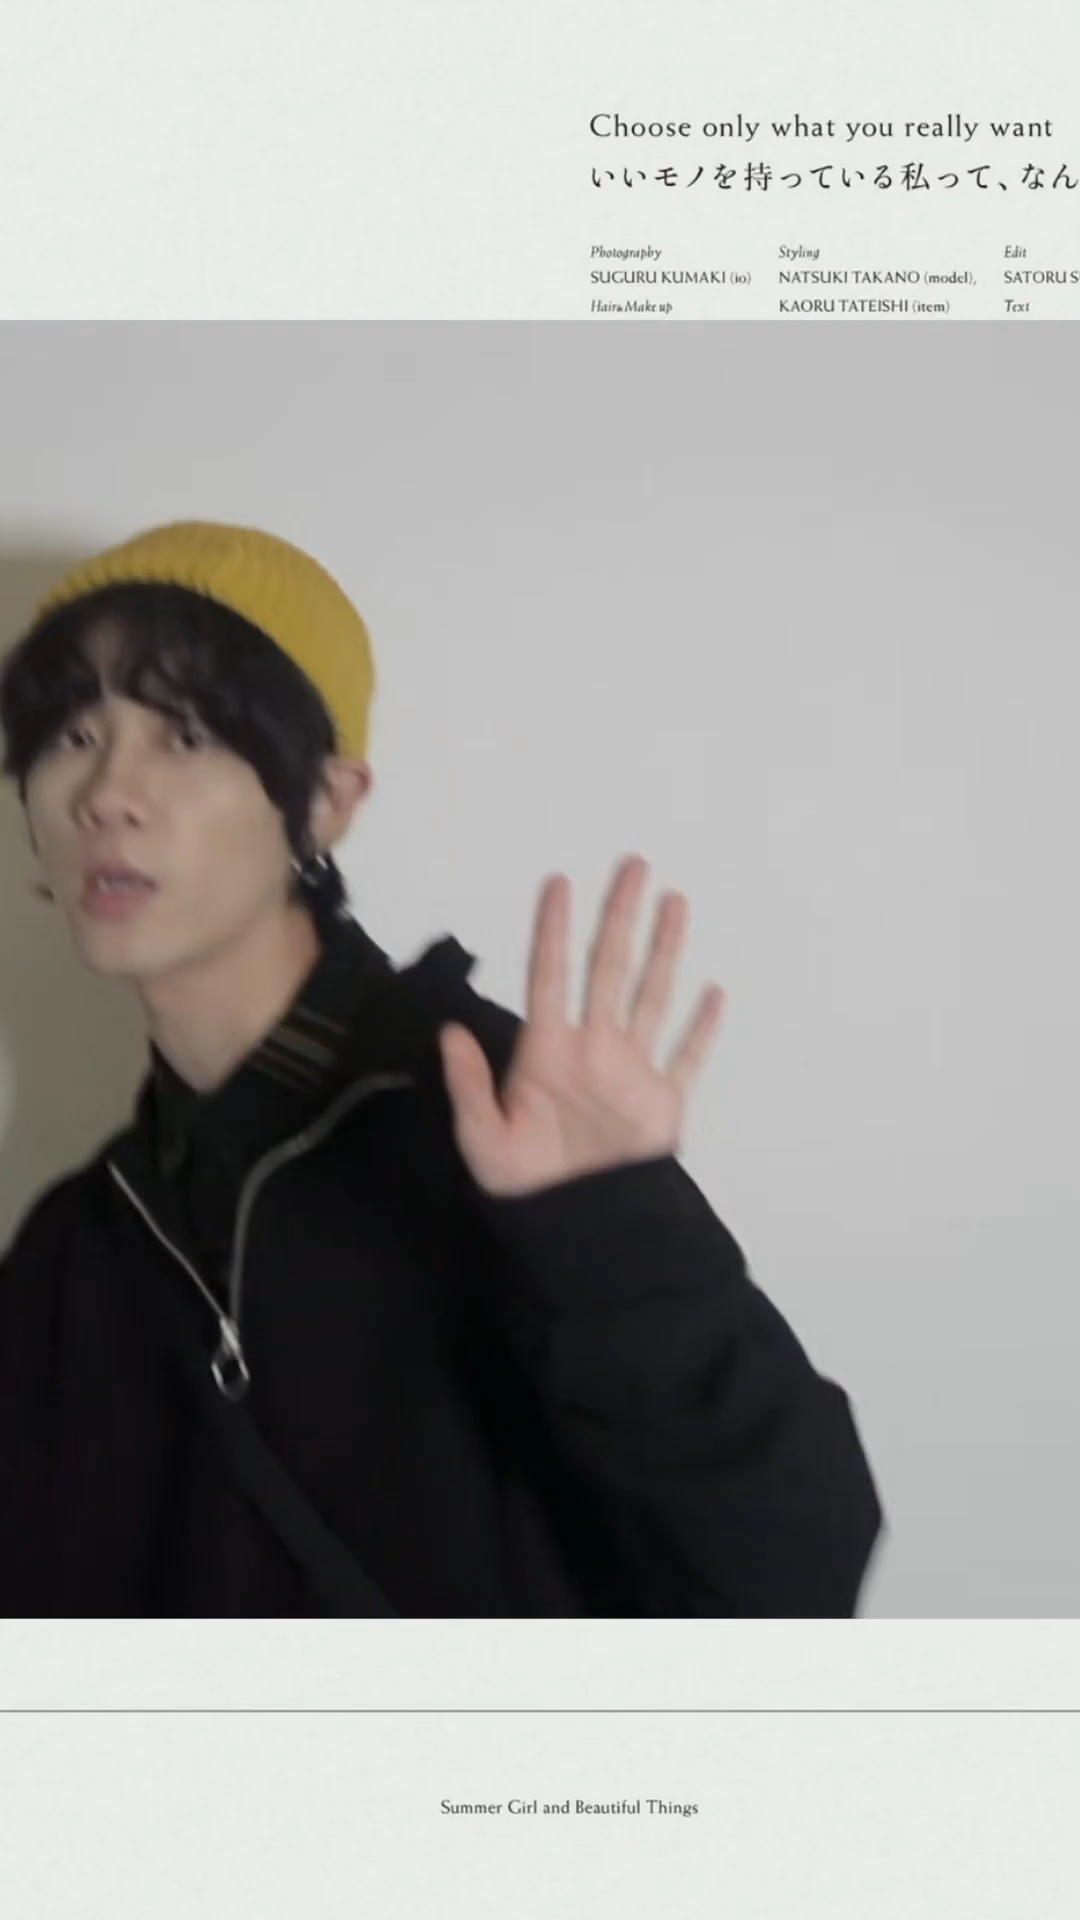 Choose only what you really want
いいモノを持っている私って、なん
Photography
SUGURU KUMAKI (io)
Hair&Make up
Styling
NATSUKI TAKANO (model),
KAORU TATEISHI (item)
Edit
SATORU S
Text
Summer Girl and Beautiful Things